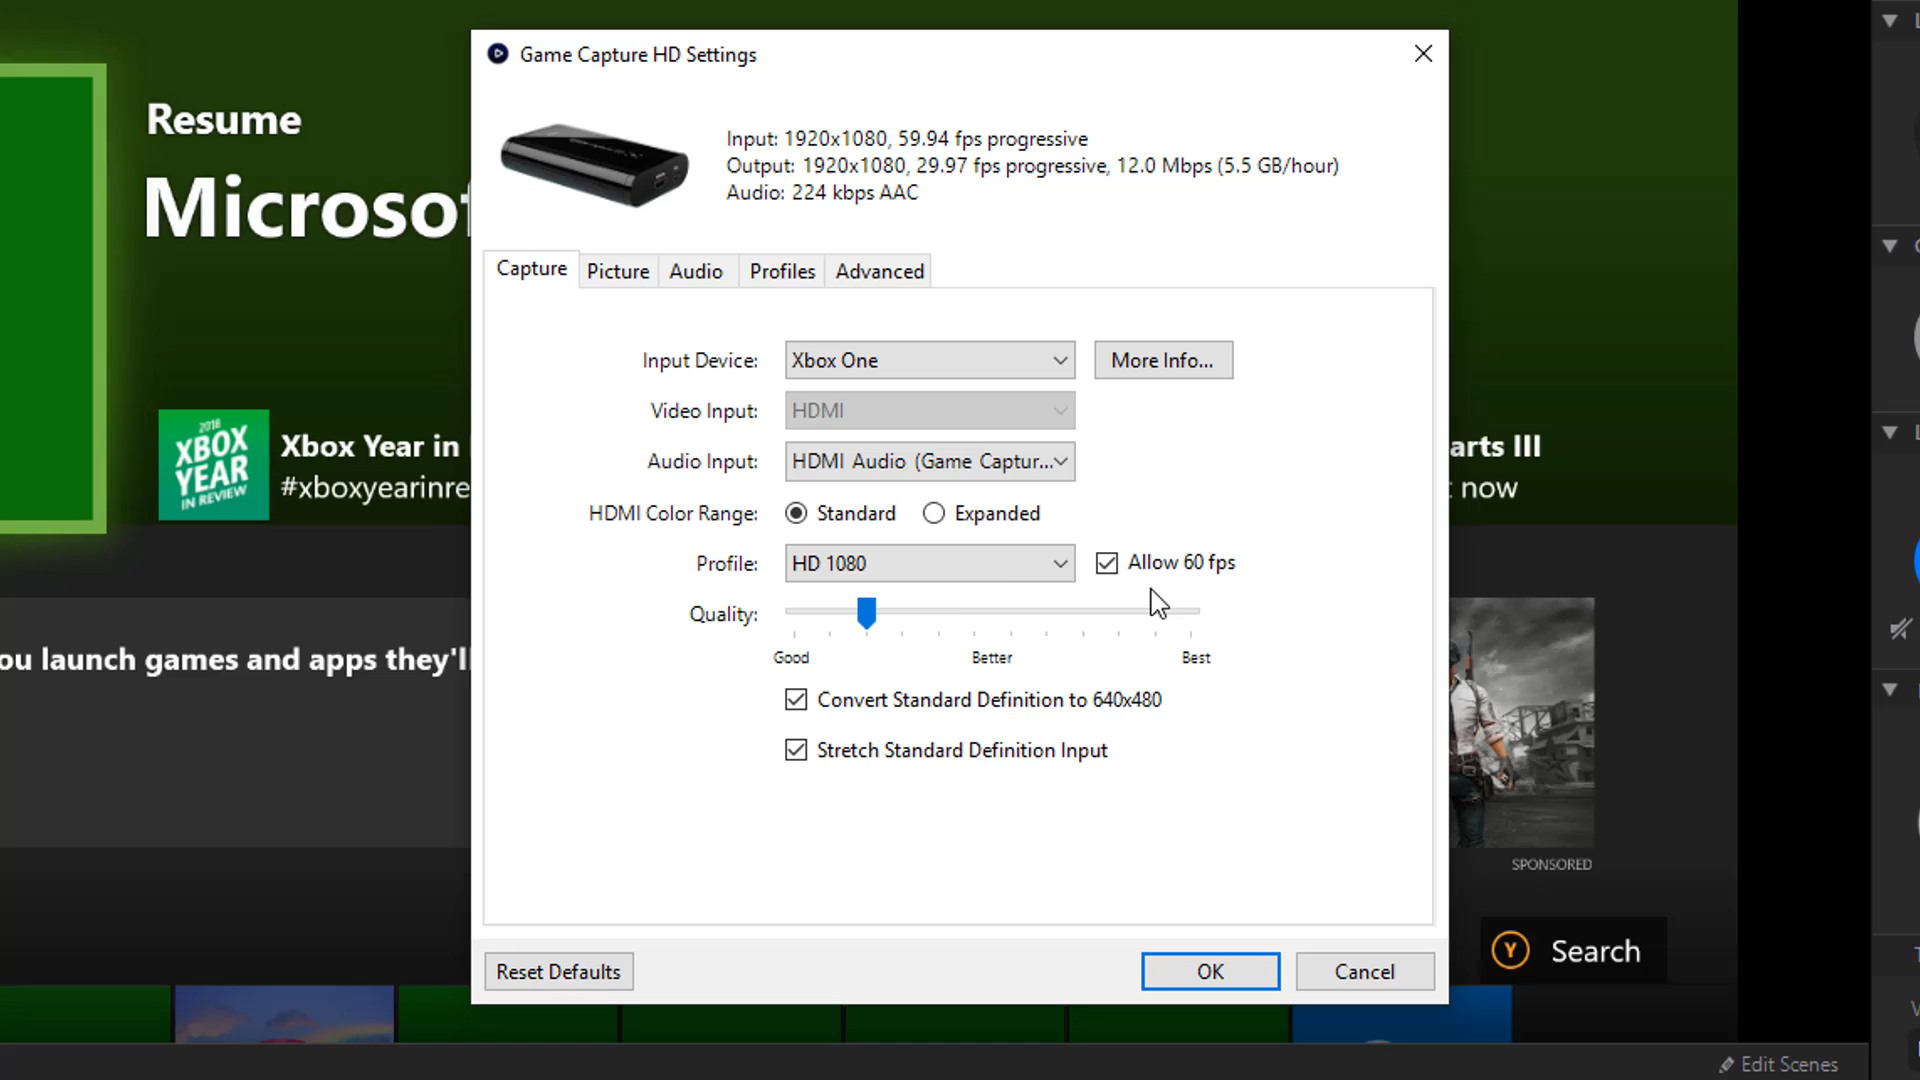 Game Capture HD Settings
Input: 1920x1080, 59.94 fps progressive
Output: 1920x1080, 29.97 fps progressive, 12.0 Mbps (5.5 GB/hour)
Audio: 224 kbps AAC
Capture
Picture
Audio
Profiles
Advanced
Input Device:
Xbox One
More Info...
Video Input:
HDMI
Audio Input:
HDMI Audio (Game Captur...
HDMI Color Range:
Standard
Expanded
Profile:
HD 1080
Allow 60 fps
Quality:
Good
Better
Best
Convert Standard Definition to 640x480
Stretch Standard Definition Input
Reset Defaults
OK
Cancel
Resume
Microsof
2018
XBOX
YEAR
IN REVIEW
Xbox Year in
#xboxyearinre
ou launch games and apps they'll
arts III
t now
SPONSORED
Y Search
Edit Scenes